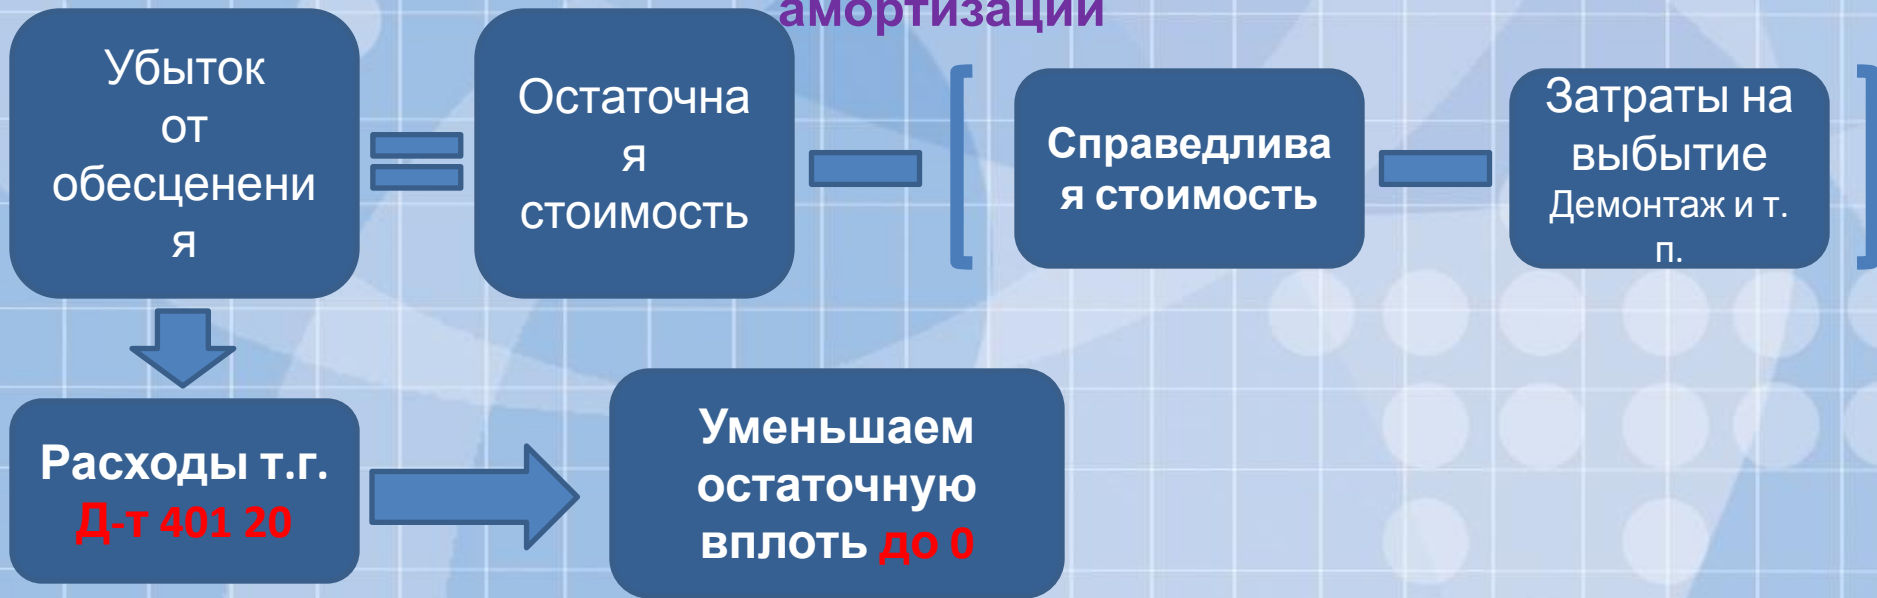 амортизации
Убыток
от
обесценени
я
Остаточна
я
стоимость
Справедлива
я стоимость
Затраты на
выбытие
Демонтаж и т.
п.
Расходы т.г.
Д-т 401 20
Уменьшаем
остаточную
вплоть до 0